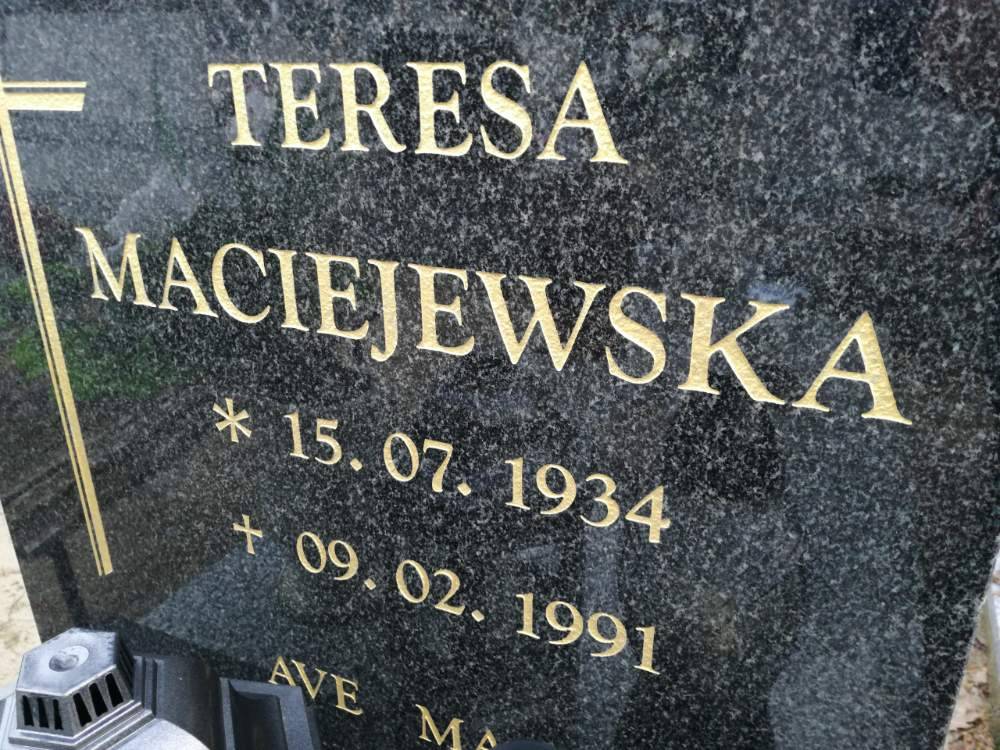 TERESA
MACIEJEWSKA
* 15. 07. 1934
† 09. 02. 1991
AVE